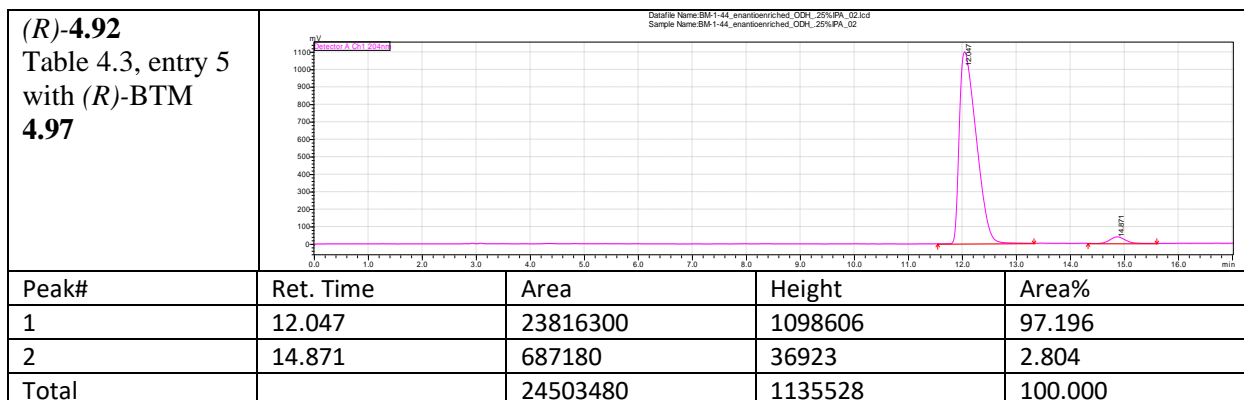 (R)-4.92
Table 4.3, entry 5
with (R)-BTM
4.97
Datafile Name:BM-1-44_enantioenriched_ODH_.25%IPA_02.lcd
Sample Name:BM-1-44_enantioenriched_ODH_.25%IPA_02
mV
Detector A Ch1 204nm
1100
1000
900
800
700
600
500
400
300
200
100
0
12.047
14.871
0.0 1.0 2.0 3.0 4.0 5.0 6.0 7.0 8.0 9.0 10.0 11.0 12.0 13.0 14.0 15.0 16.0 min
Peak# Ret. Time Area Height Area%
1 12.047 23816300 1098606 97.196
2 14.871 687180 36923 2.804
Total 24503480 1135528 100.000